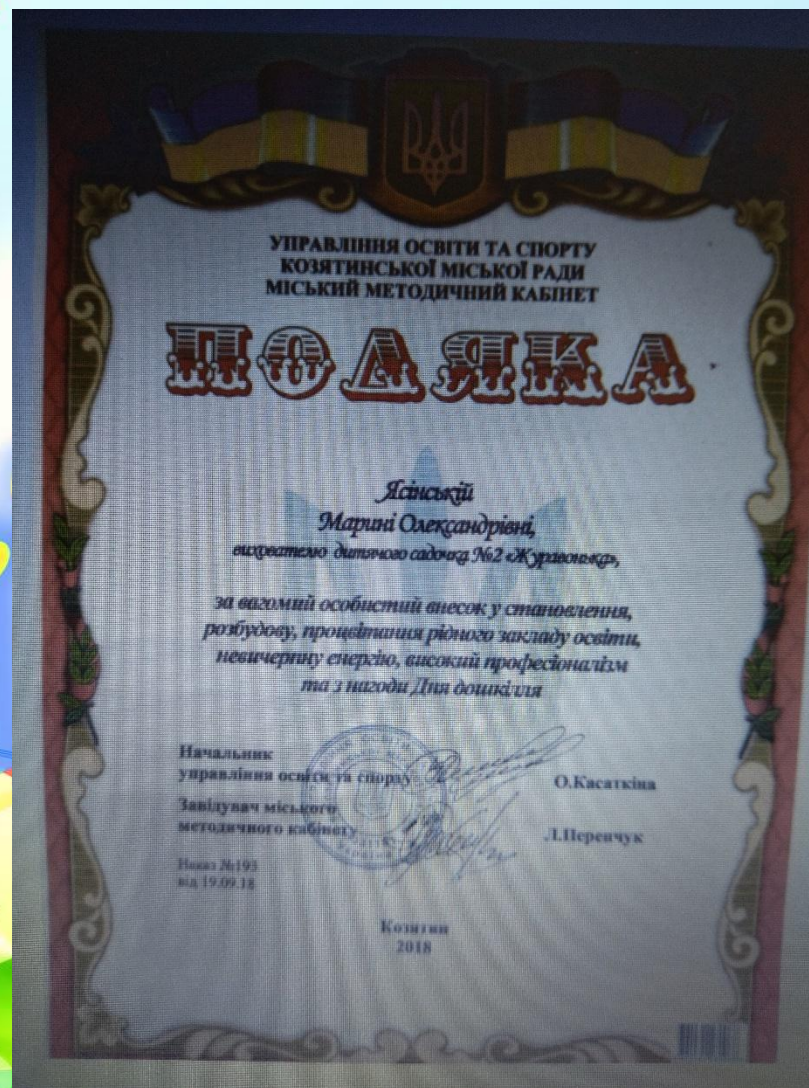 УПРАВЛІННЯ ОСВІТИ ТА СПОРТУ
КОЗЯТИНСЬКОЇ МІСЬКОЇ РАДИ
МІСЬКИЙ МЕТОДИЧНИЙ КАБІНЕТ
ПОДЯКА
Ясінській
Марині Олександрівні,
вихователю дитячого садочка №2 «Журавонька»,
за вагомий особистий внесок у становлення,
розбудову, процвітання рідного закладу освіти,
невичерпну енергію, високий професіоналізм
та з нагоди Дня дошкілля
Начальник
управління освіти та спорту О.Касаткіна
Завідувач міського
методичного кабінету Л.Перенчук
Наказ №193
від 19.09.18
Козятин
2018